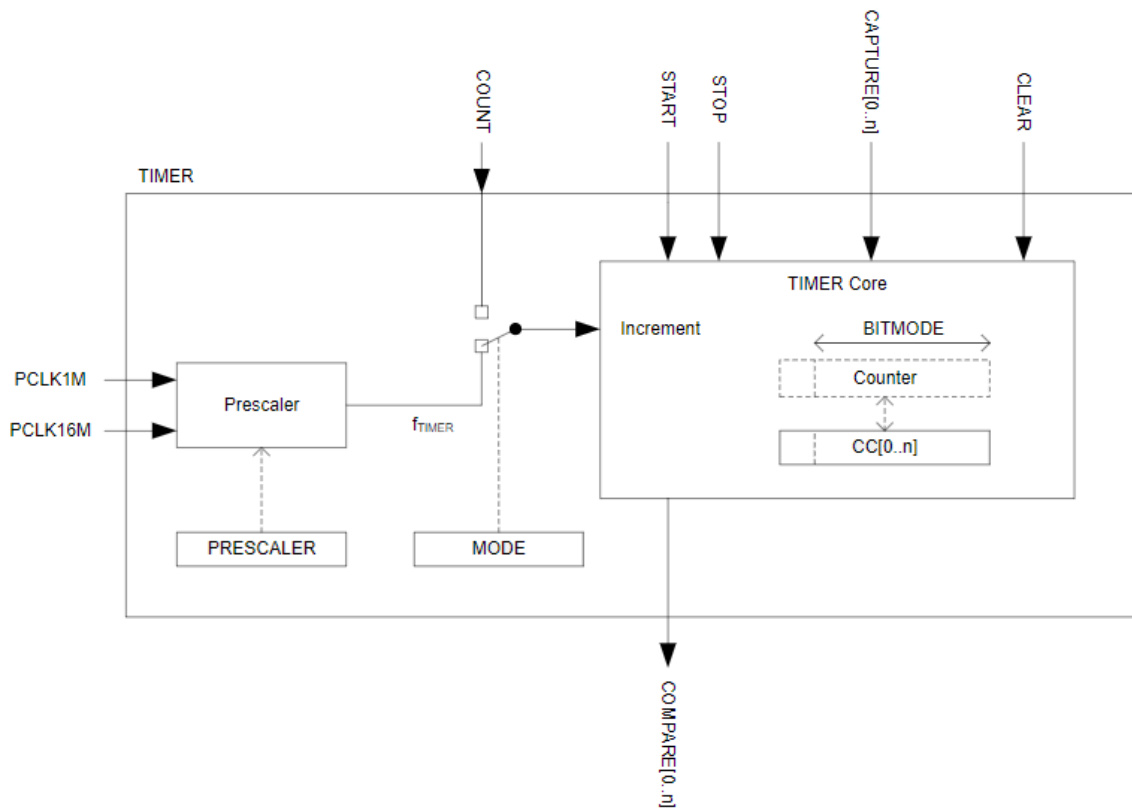 COUNT
START
STOP
CAPTURE[0..n]
CLEAR
TIMER
TIMER Core
Increment
BITMODE
Counter
CC[0..n]
PCLK1M
PCLK16M
Prescaler
fTIMER
PRESCALER
MODE
COMPARE[0..n]